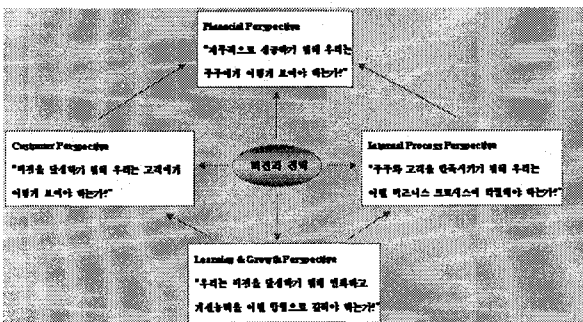 Financial Perspective
"재무적으로 성공하기 위해 우리는
주주에게 어떻게 보여야 하는가?"
Customer Perspective
"비전을 달성하기 위해 우리는 고객에게
어떻게 보여야 하는가?"
비전과 전략
Internal Process Perspective
"주주와 고객을 만족시키기 위해 우리는
어떤 비즈니스 프로세스에 탁월해야 하는가?"
Learning & Growth Perspective
"우리는 비전을 달성하기 위해 변화하고
개선능력을 어떤 방법으로 길러야 하는가?"